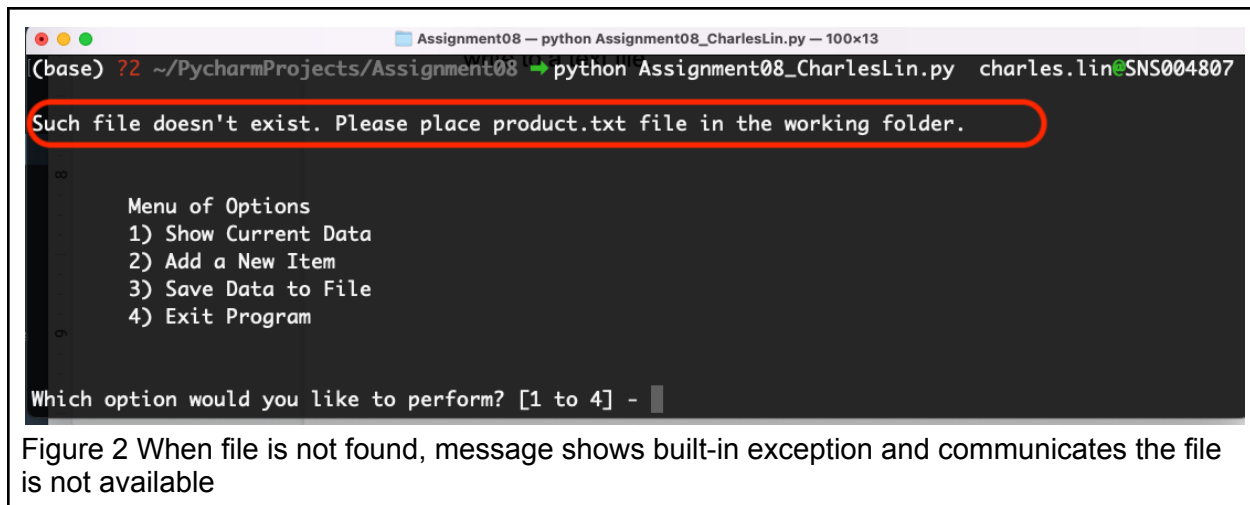 Assignment08 — python Assignment08_CharlesLin.py — 100×13
(base) ?2 ~/PycharmProjects/Assignment08 → python Assignment08_CharlesLin.py charles.lin@SNS004807
Such file doesn't exist. Please place product.txt file in the working folder.
8
Menu of Options
1) Show Current Data
2) Add a New Item
3) Save Data to File
4) Exit Program
9
Which option would you like to perform? [1 to 4] -
Figure 2 When file is not found, message shows built-in exception and communicates the file
is not available